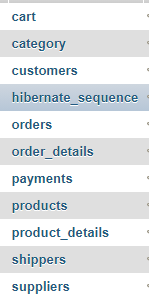 cart
category
customers
hibernate_sequence
orders
order_details
payments
products
product_details
shippers
suppliers